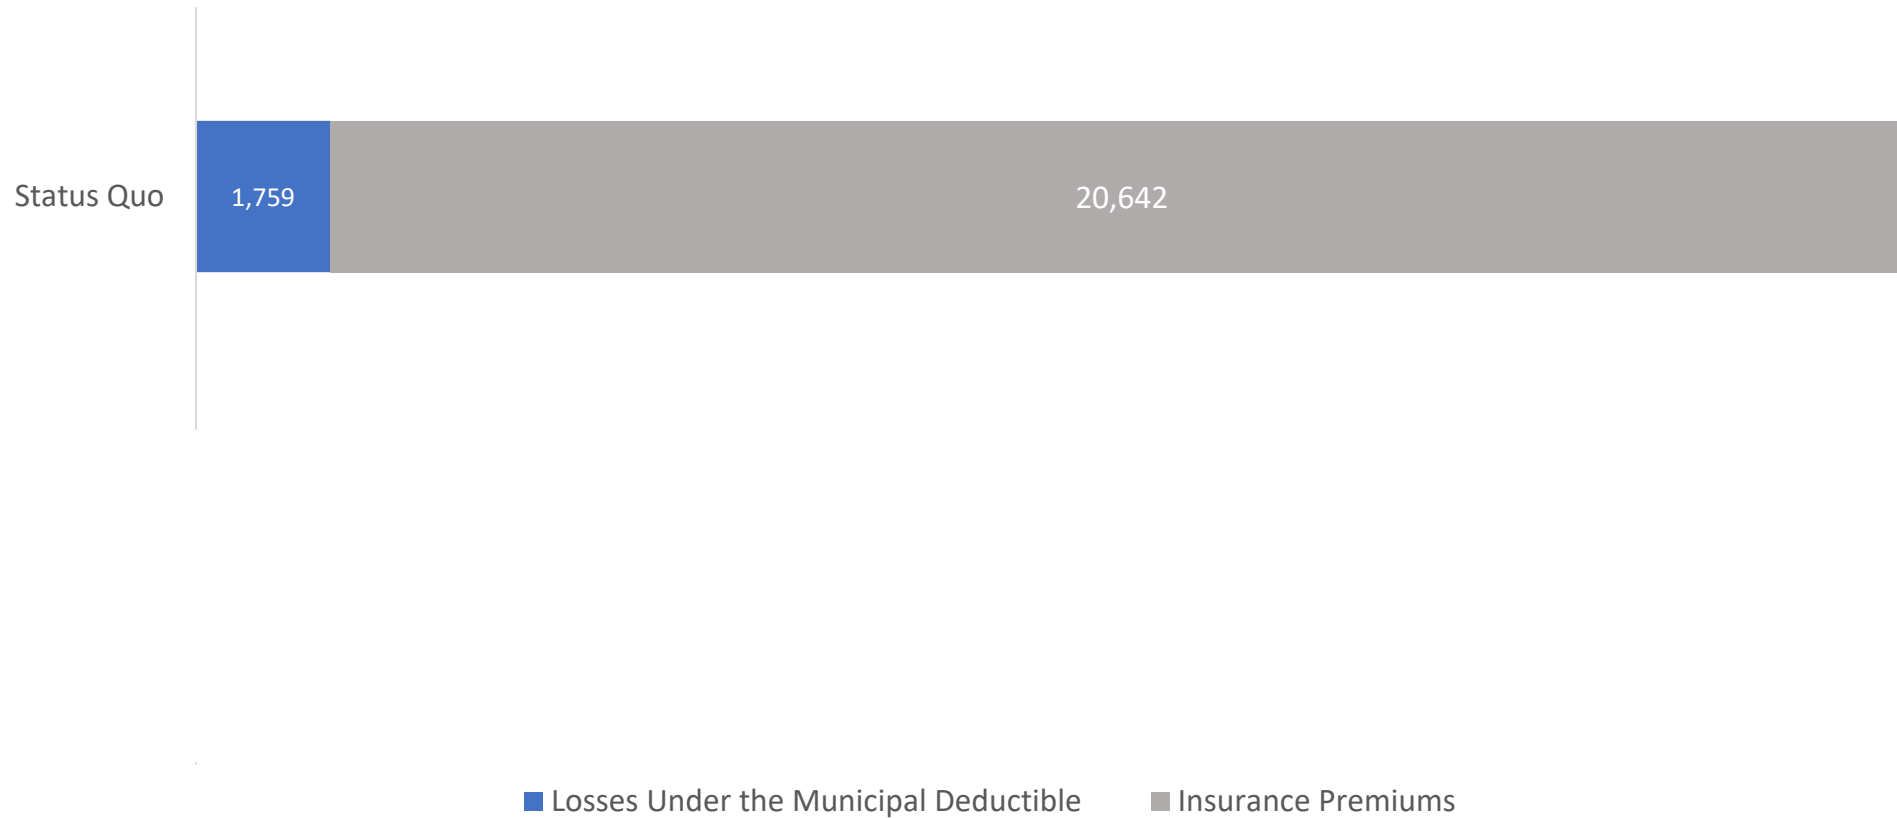 Status Quo
1,759
20,642
Losses Under the Municipal Deductible
Insurance Premiums